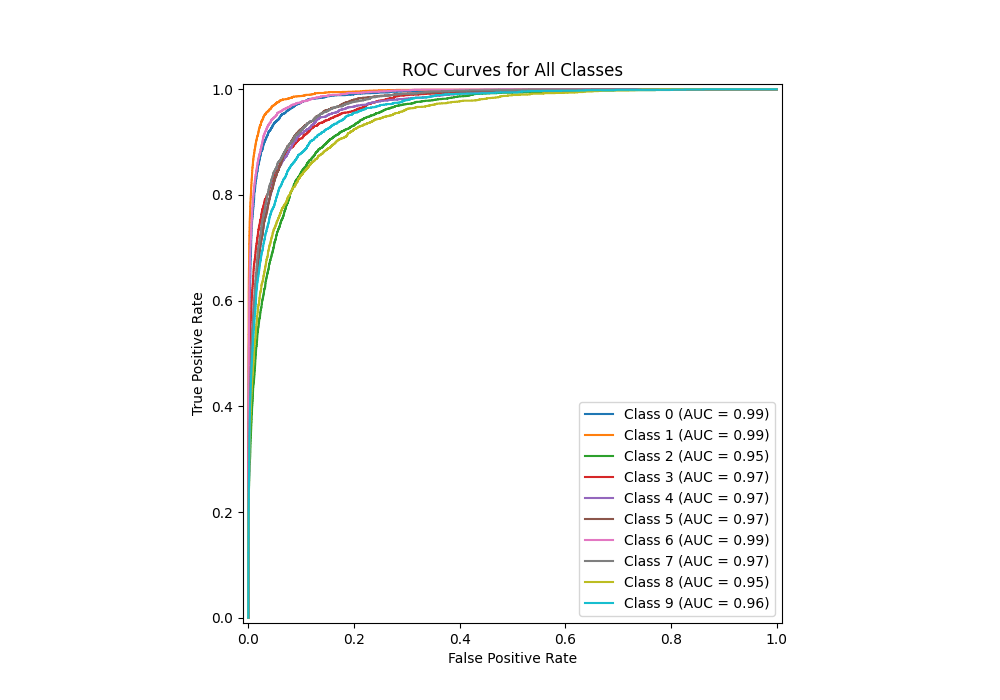 ROC Curves for All Classes
True Positive Rate
1.0
0.8
0.6
0.4
0.2
0.0
Class 0 (AUC = 0.99)
Class 1 (AUC = 0.99)
Class 2 (AUC = 0.95)
Class 3 (AUC = 0.97)
Class 4 (AUC = 0.97)
Class 5 (AUC = 0.97)
Class 6 (AUC = 0.99)
Class 7 (AUC = 0.97)
Class 8 (AUC = 0.95)
Class 9 (AUC = 0.96)
0.0 0.2 0.4 0.6 0.8 1.0
False Positive Rate